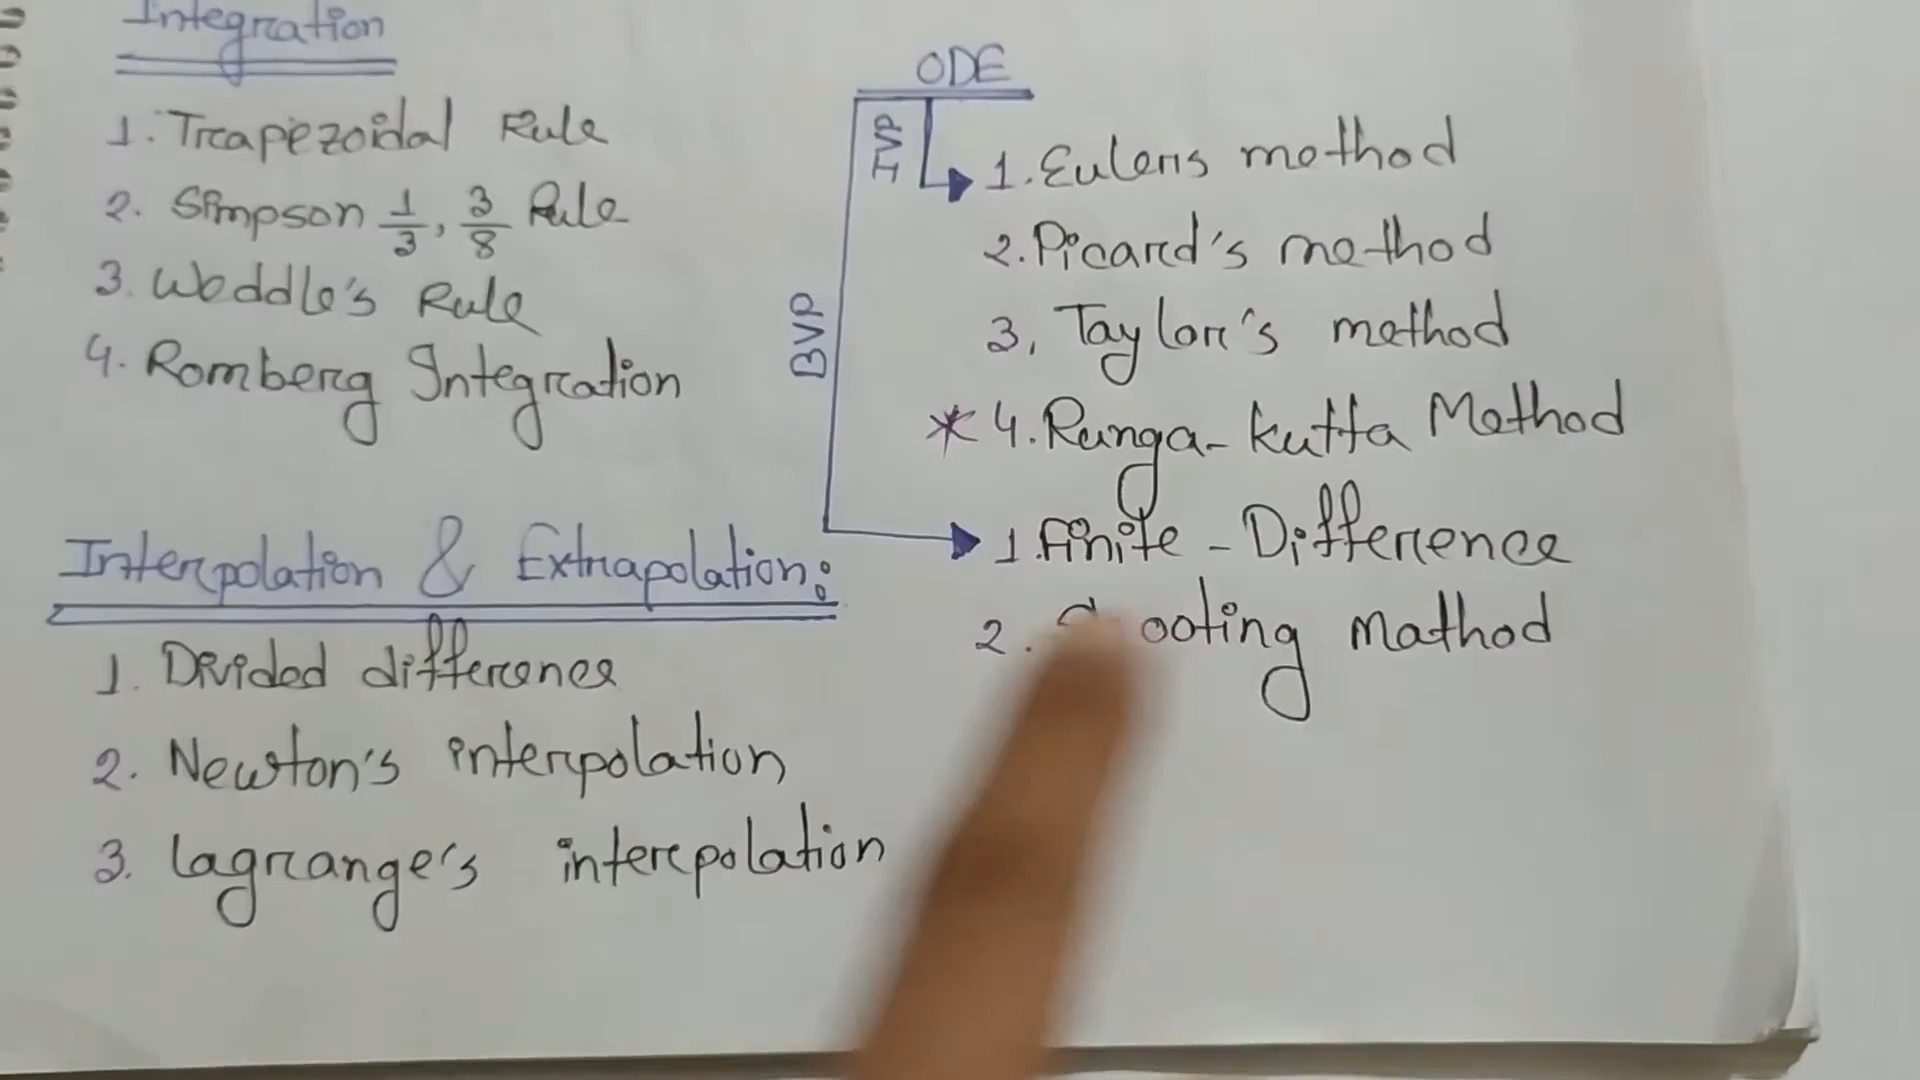 Integration
1. Trapezoidal Rule
2. Simpson 1/3, 3/8 Rule
3. Weddle's Rule
4. Romberg Integration
Interpolation & Extrapolation:
1. Divided difference
2. Newton's interpolation
3. Lagrange's interpolation
ODE
IVP
1. Eulers method
2. Picard's method
3. Taylor's method
* 4. Runga-kutta Method
BVP
1. Finite-Difference
2. method